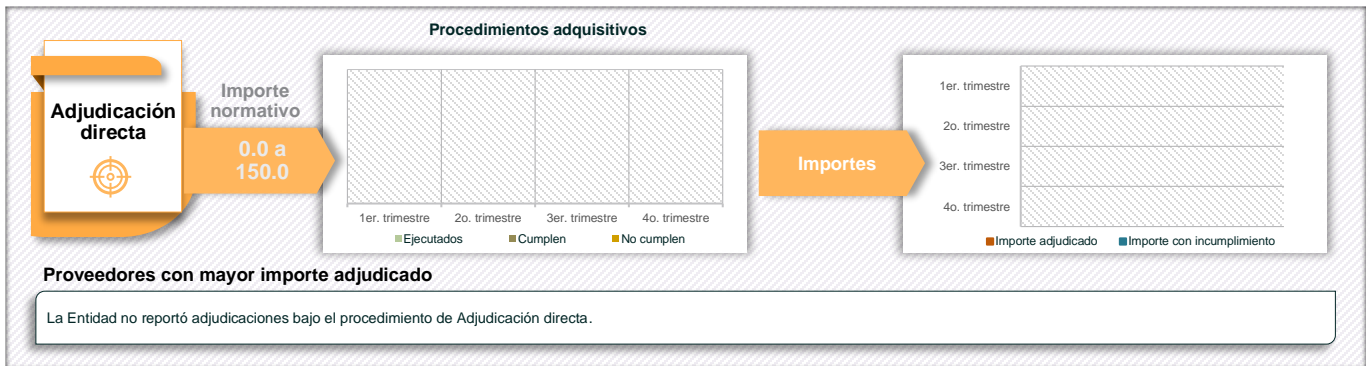 Procedimientos adquisitivos
Adjudicación
directa
Importe
normativo
0.0 a
150.0
1er. trimestre
2o. trimestre
3er. trimestre
4o. trimestre
Ejecutados
Cumplen
No cumplen
Importes
1er. trimestre
2o. trimestre
3er. trimestre
4o. trimestre
Importe adjudicado
Importe con incumplimiento
Proveedores con mayor importe adjudicado
La Entidad no reportó adjudicaciones bajo el procedimiento de Adjudicación directa.